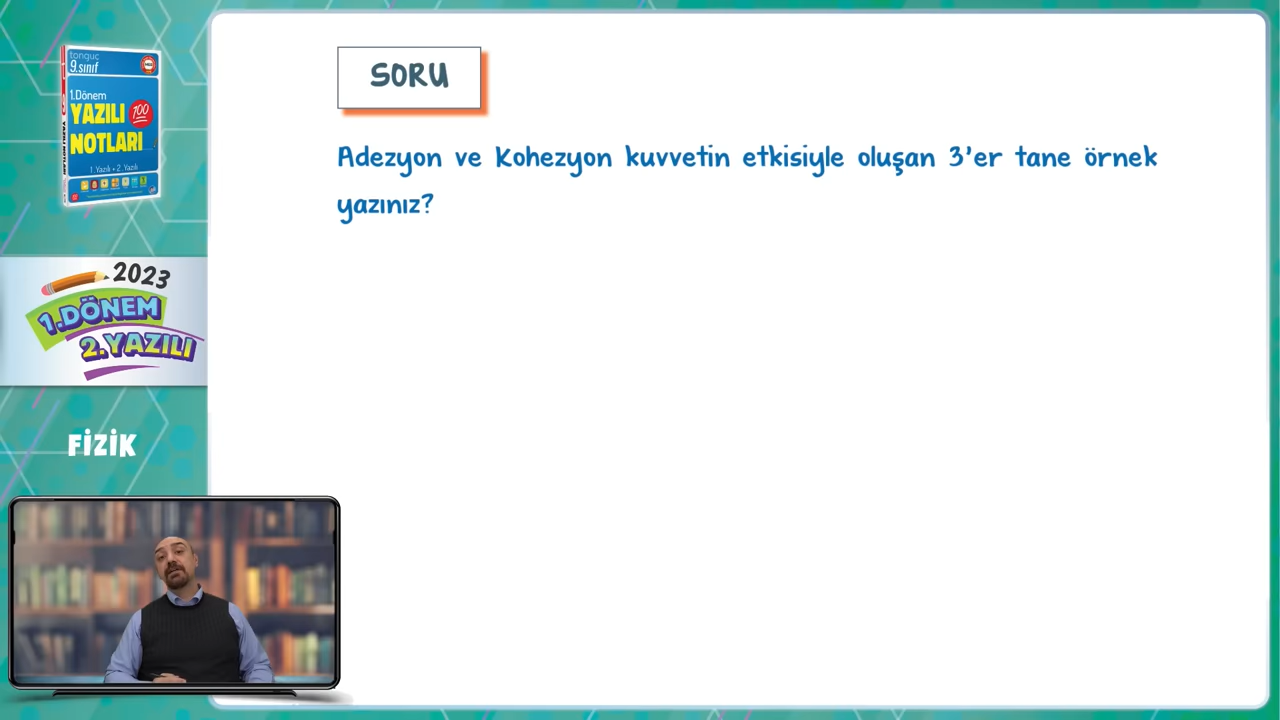 tonguç
9.sınıf
1.Dönem
YAZILI
100
NOTLARI
1.Yazılı • 2.Yazılı
2023
1.DÖNEM
2.YAZILI
FİZİK
SORU
Adezyon ve Kohezyon kuvvetin etkisiyle oluşan 3'er tane örnek
yazınız?